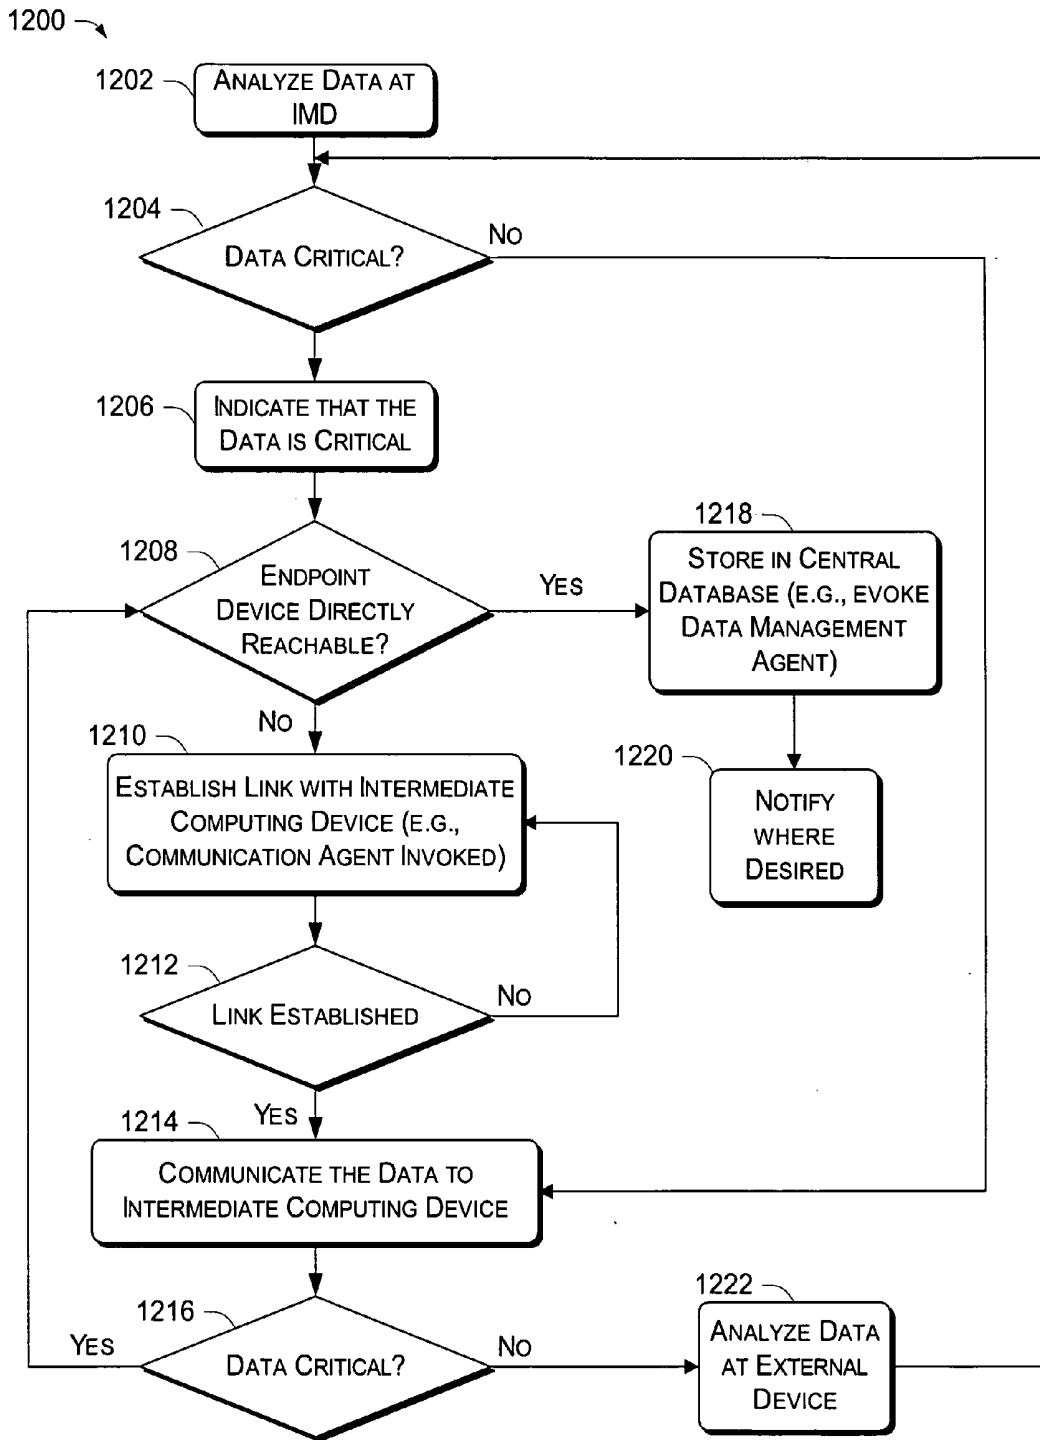 1200
1202
ANALYZE DATA AT
IMD
1204
DATA CRITICAL?
NO
1206
INDICATE THAT THE
DATA IS CRITICAL
1208
ENDPOINT
DEVICE DIRECTLY
REACHABLE?
YES
NO
1218
STORE IN CENTRAL
DATABASE (E.G., EVOKE
DATA MANAGEMENT
AGENT)
1210
ESTABLISH LINK WITH INTERMEDIATE
COMPUTING DEVICE (E.G.,
COMMUNICATION AGENT INVOKED)
1220
NOTIFY
WHERE
DESIRED
1212
LINK ESTABLISHED
NO
YES
1214
COMMUNICATE THE DATA TO
INTERMEDIATE COMPUTING DEVICE
1216
YES
DATA CRITICAL?
NO
1222
ANALYZE DATA
AT EXTERNAL
DEVICE